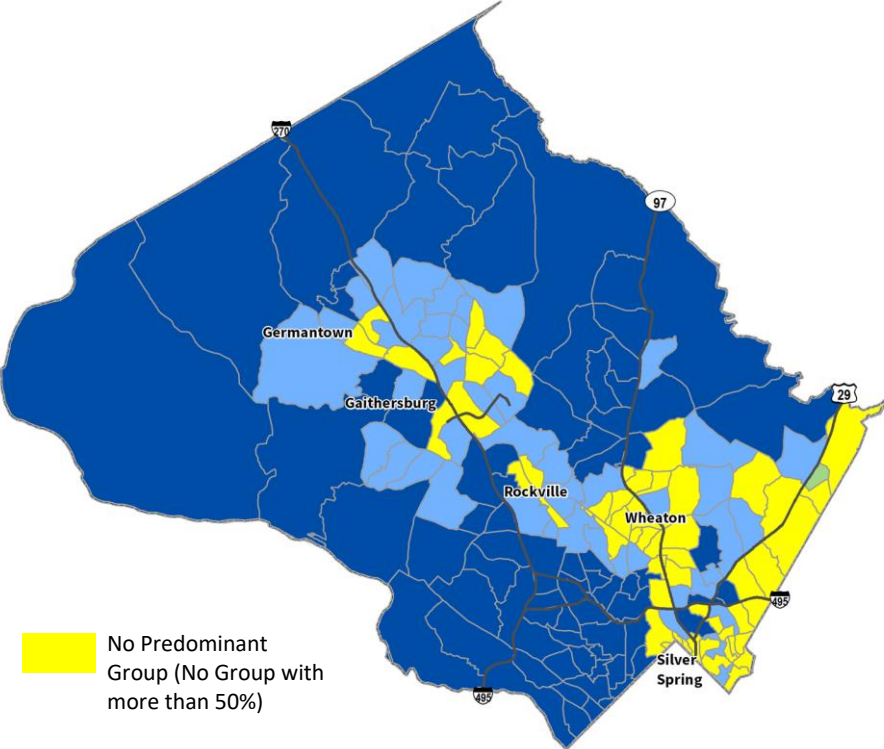 270
97
Germantown
Gaithersburg
29
Rockville
Wheaton
495
No Predominant
Group (No Group with
more than 50%)
Silver
Spring
495